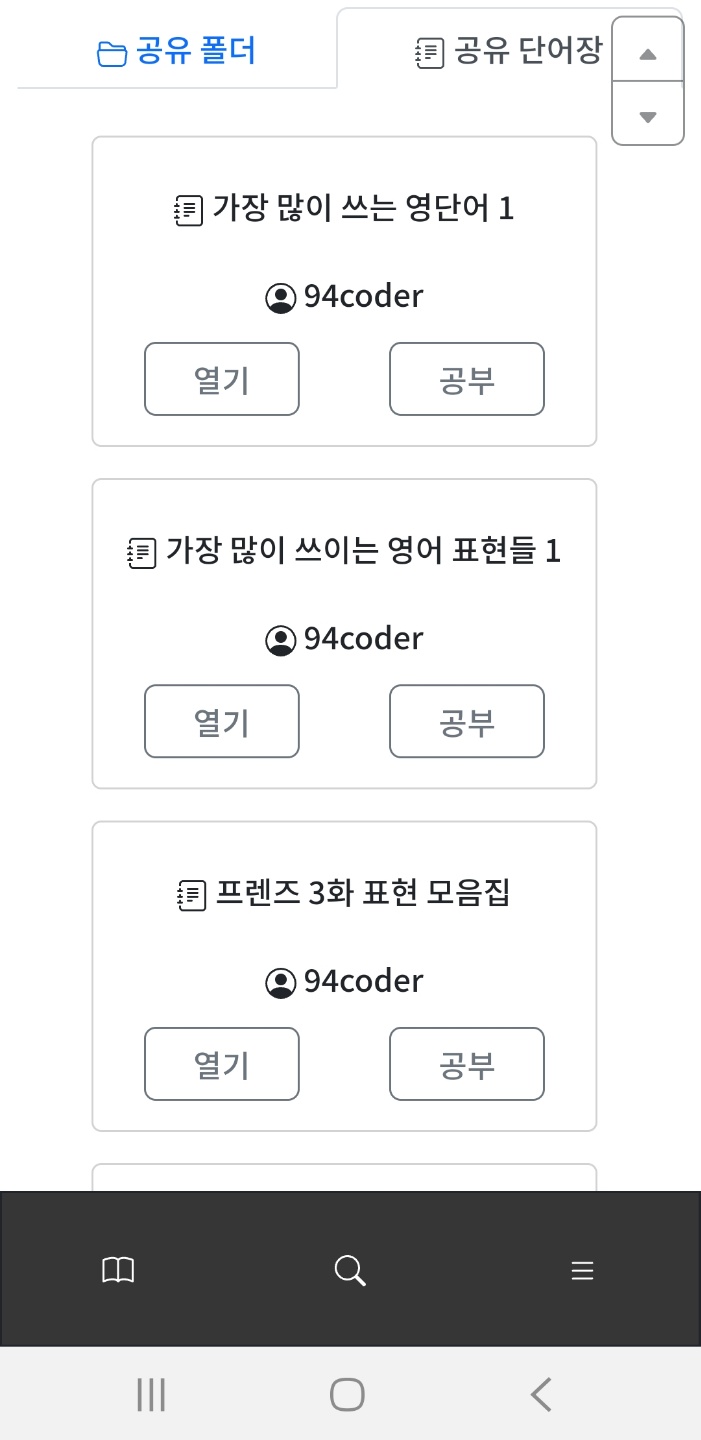 공유 폴더
공유 단어장
가장 많이 쓰는 영단어 1
94coder
열기
공부
가장 많이 쓰이는 영어 표현들 1
94coder
열기
공부
프렌즈 3화 표현 모음집
94coder
열기
공부